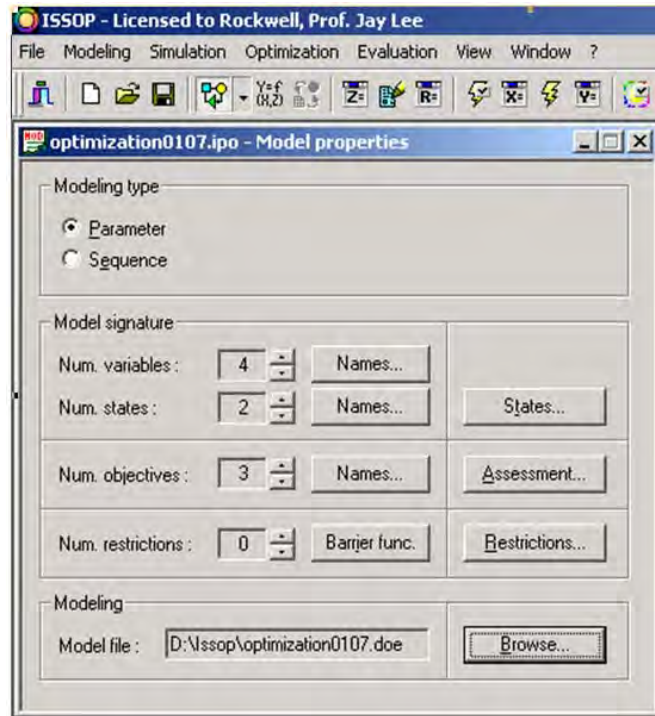 ISSOP - Licensed to Rockwell, Prof. Jay Lee
File Modeling Simulation Optimization Evaluation View Window ?
Y=f (X,Z) Z= R= X= Y=
MOD optimization0107.ipo - Model properties
Modeling type
Parameter
Sequence
Model signature
Num. variables : 4 Names...
Num. states : 2 Names... States...
Num. objectives : 3 Names... Assessment...
Num. restrictions : 0 Barrier func. Restrictions...
Modeling
Model file : D:\Issop\optimization0107.doe Browse...